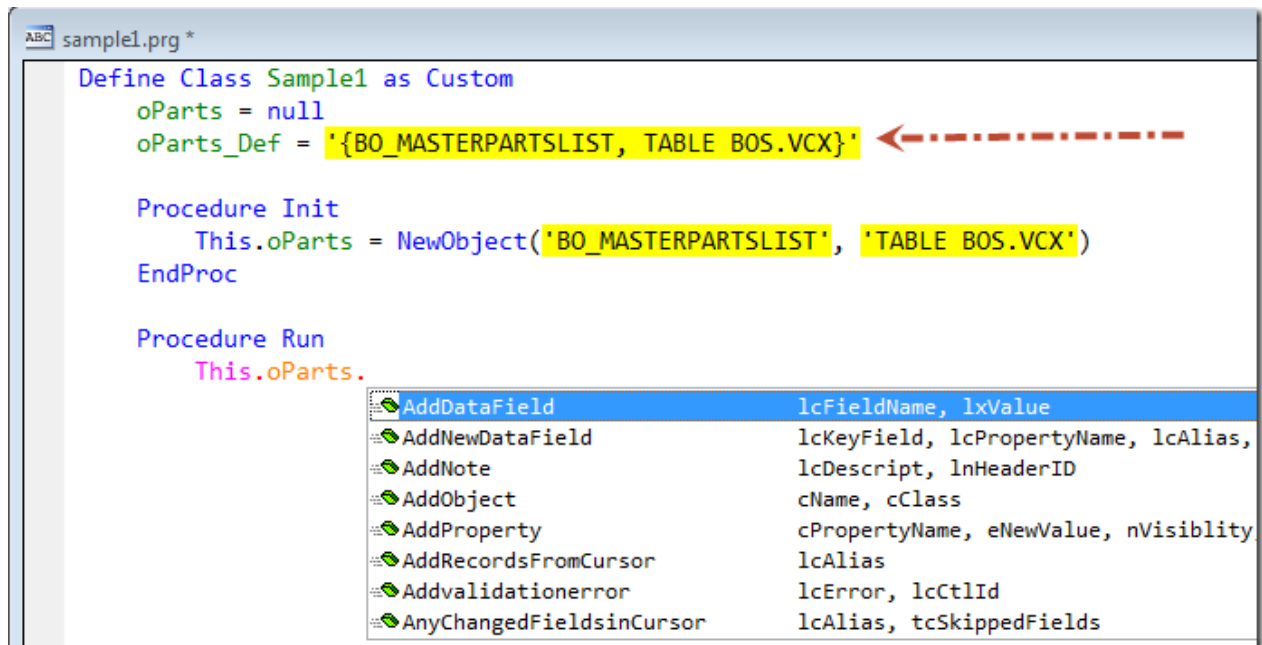 ABC sample1.prg *
Define Class Sample1 as Custom
oParts = null
oParts_Def = '{BO_MASTERPARTSLIST, TABLE BOS.VCX}'
Procedure Init
This.oParts = NewObject('BO_MASTERPARTSLIST', 'TABLE BOS.VCX')
EndProc
Procedure Run
This.oParts.
AddDataField lcFieldName, lxValue
AddNewDataField lcKeyField, lcPropertyName, lcAlias,
AddNote lcDescript, lnHeaderID
AddObject cName, cClass
AddProperty cPropertyName, eNewValue, nVisiblity,
AddRecordsFromCursor lcAlias
Addvalidationerror lcError, lcCtlId
AnyChangedFieldsinCursor lcAlias, tcSkippedFields